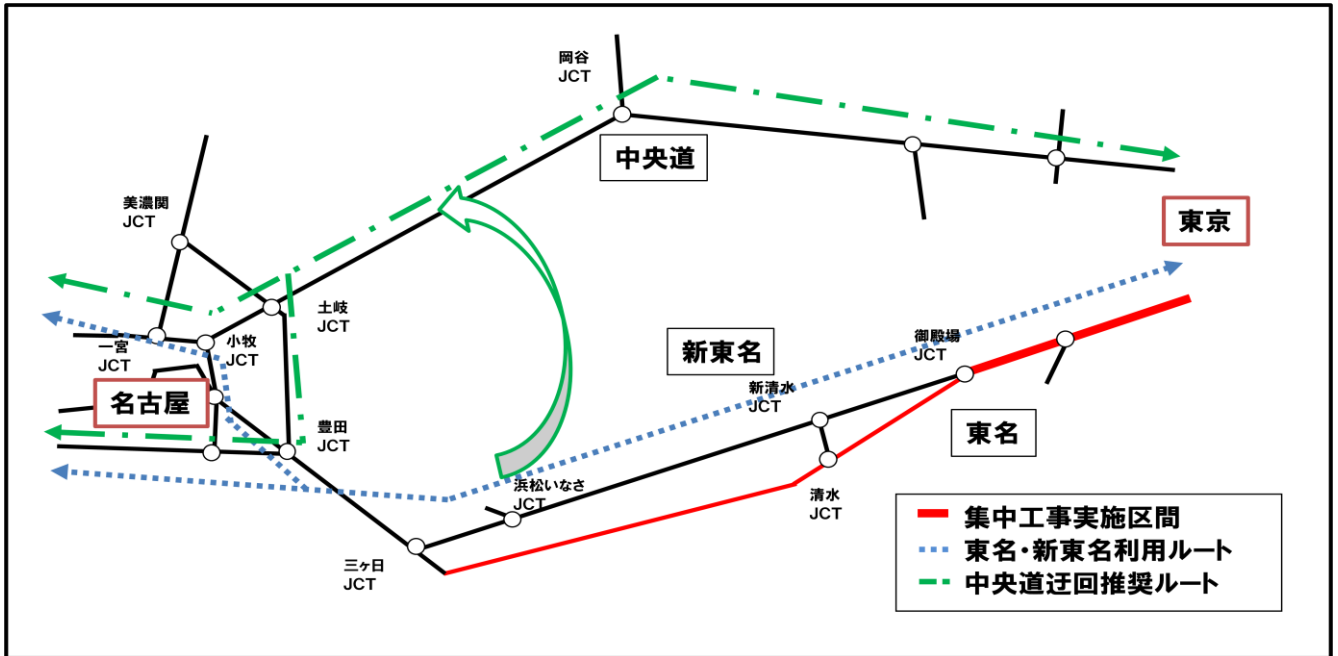 岡谷
JCT
中央道
美濃関
JCT
東京
土岐
JCT
小牧
JCT
一宮
JCT
名古屋
豊田
JCT
新東名
御殿場
JCT
新清水
JCT
東名
浜松いなさ
JCT
清水
JCT
三ヶ日
JCT
集中工事実施区間
東名・新東名利用ルート
中央道迂回推奨ルート